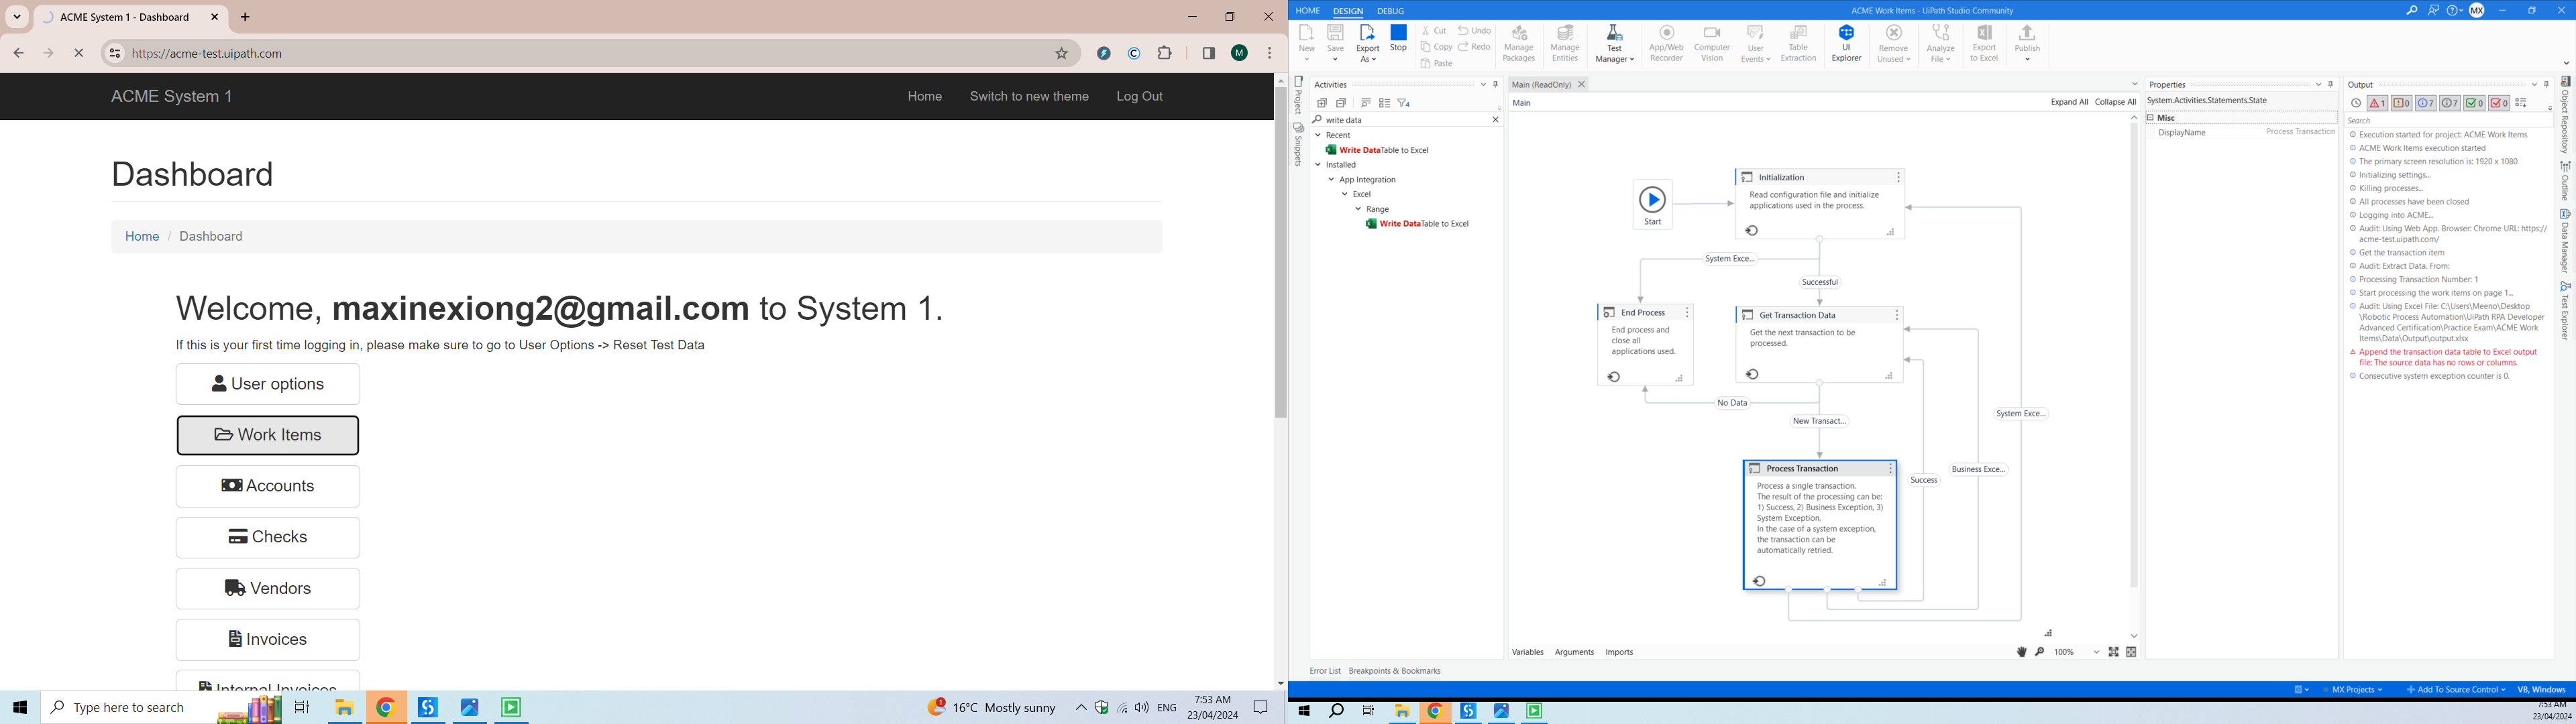 ACME System 1 - Dashboard
https://acme-test.uipath.com
M
ACME System 1
Home
Switch to new theme
Log Out
Dashboard
Home / Dashboard
Welcome, maxinexiong2@gmail.com to System 1.
If this is your first time logging in, please make sure to go to User Options -> Reset Test Data
User options
Work Items
Accounts
Checks
Vendors
Invoices
Internal Invoices
Type here to search
1
16°C Mostly sunny
ENG
7:53 AM
23/04/2024
HOME DESIGN DEBUG
ACME Work Items - UiPath Studio Community
MX
New
Save
Export As
Stop
Cut
Copy
Paste
Undo
Redo
Manage Packages
Manage Entities
Test Manager
App/Web Recorder
Computer Vision
User Events
Table Extraction
UI Explorer
Remove Unused
Analyze File
Export to Excel
Publish
Project
Snippets
Activities
4
write data
Recent
Write DataTable to Excel
Installed
App Integration
Excel
Range
Write DataTable to Excel
Main (ReadOnly)
Main
Expand All Collapse All
Start
Initialization
Read configuration file and initialize
applications used in the process.
System Exce...
Successful
End Process
End process and
close all
applications used.
Get Transaction Data
Get the next transaction to be
processed.
No Data
New Transact...
System Exce...
Business Exce...
Success
Process Transaction
Process a single transaction.
The result of the processing can be:
1) Success, 2) Business Exception, 3)
System Exception.
In the case of a system exception,
the transaction can be
automatically retried.
Variables Arguments Imports
100%
Error List Breakpoints & Bookmarks
Properties
System.Activities.Statements.State
Misc
DisplayName Process Transaction
Output
1 0 7 7 0 0
Search
Execution started for project: ACME Work Items
ACME Work Items execution started
The primary screen resolution is: 1920 x 1080
Initializing settings...
Killing processes...
All processes have been closed
Logging into ACME...
Audit: Using Web App. Browser: Chrome URL: https://
acme-test.uipath.com/
Get the transaction item
Audit: Extract Data. From:
Processing Transaction Number: 1
Start processing the work items on page 1...
Audit: Using Excel File: C:\Users\Meeno\Desktop
\Robotic Process Automation\UiPath RPA Developer
Advanced Certification\Practice Exam\ACME Work
Items\Data\Output\output.xlsx
Append the transaction data table to Excel output
file: The source data has no rows or columns.
Consecutive system exception counter is 0.
Object Repository
Outline
Data Manager
Test Explorer
MX Projects
Add To Source Control
VB, Windows
7:53 AM
23/04/2024